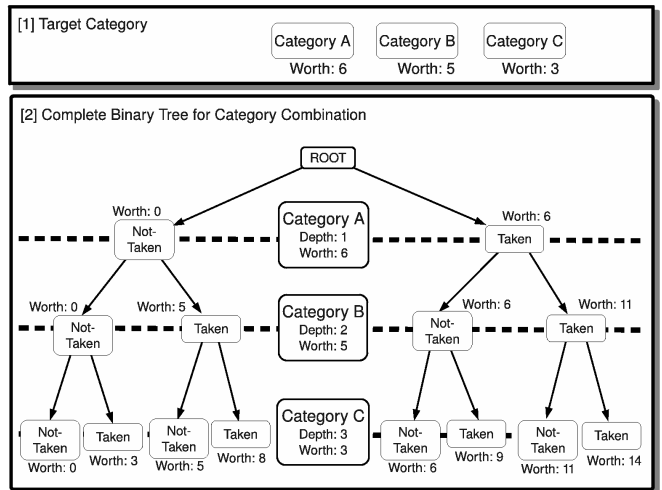 [1] Target Category
Category A
Category B
Category C
Worth: 6
Worth: 5
Worth: 3
[2] Complete Binary Tree for Category Combination
ROOT
Worth: 0
Not-
Taken
Category A
Depth: 1
Worth: 6
Worth: 6
Taken
Worth: 0
Not-
Taken
Worth: 5
Taken
Category B
Depth: 2
Worth: 5
Worth: 6
Not-
Taken
Worth: 11
Taken
Not-
Taken
Worth: 0
Taken
Worth: 3
Not-
Taken
Worth: 5
Taken
Worth: 8
Category C
Depth: 3
Worth: 3
Not-
Taken
Worth: 6
Taken
Worth: 9
Not-
Taken
Worth: 11
Taken
Worth: 14